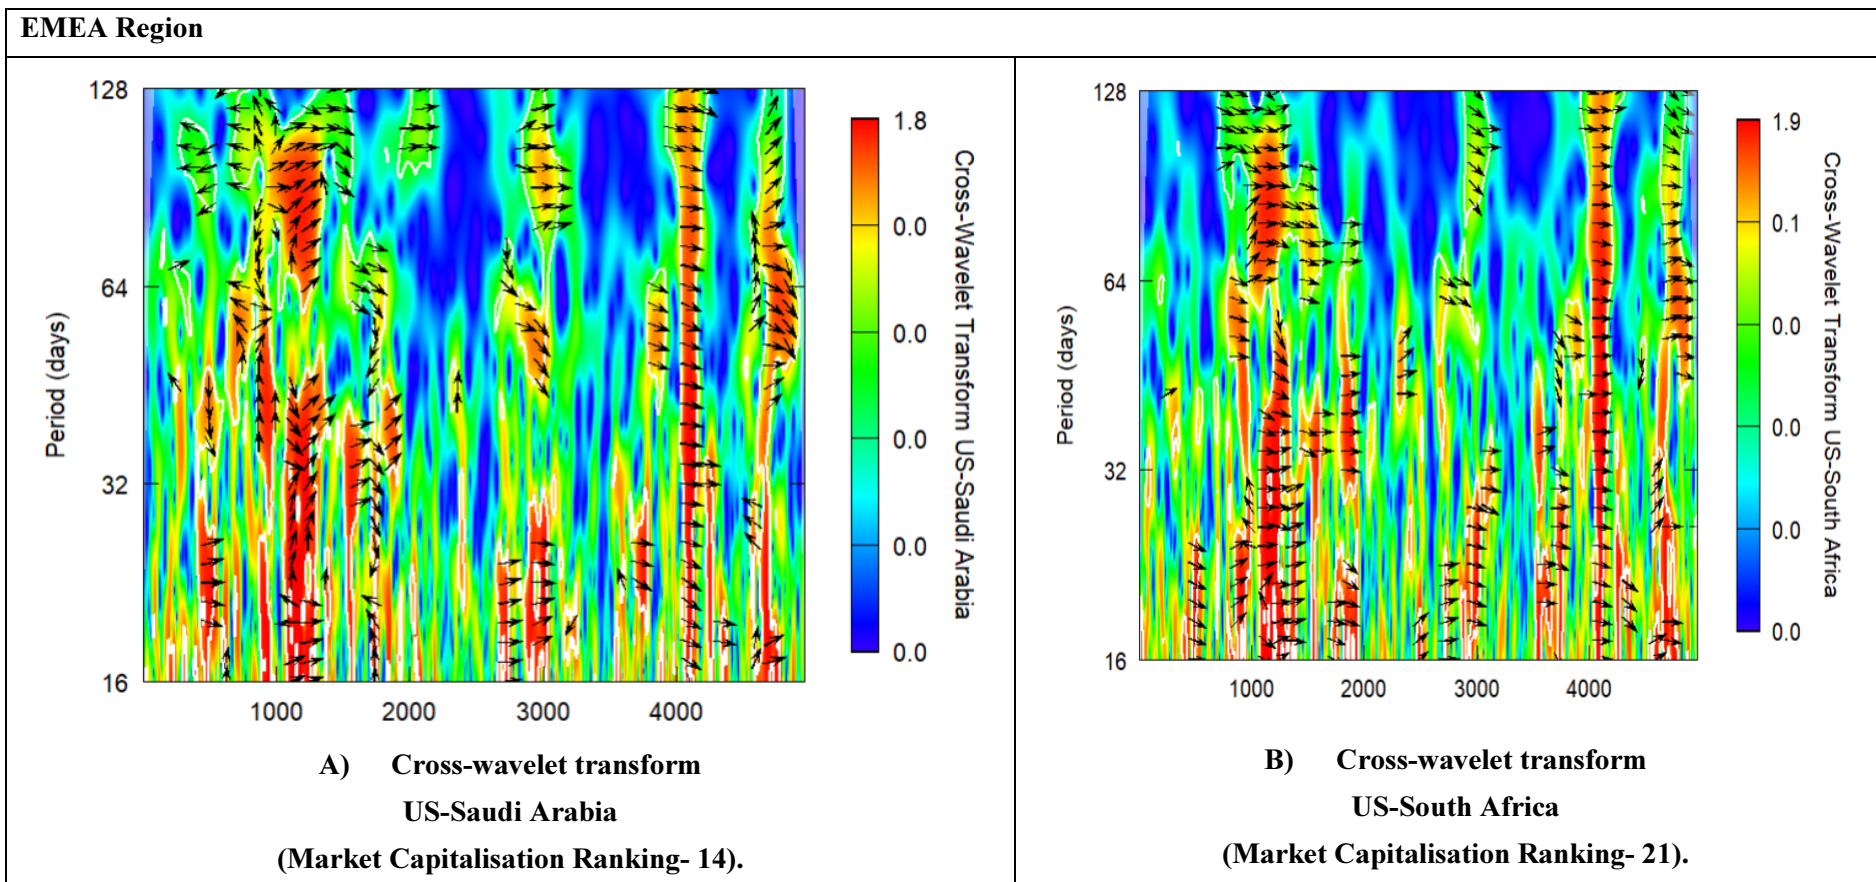 EMEA Region
128
64
32
16
Period (days)
1000 2000 3000 4000
1.8
0.0
0.0
0.0
0.0
0.0
Cross-Wavelet Transform US-Saudi Arabia
A) Cross-wavelet transform
US-Saudi Arabia
(Market Capitalisation Ranking- 14).
128
64
32
16
Period (days)
1000 2000 3000 4000
1.9
0.1
0.0
0.0
0.0
0.0
Cross-Wavelet Transform US-South Africa
B) Cross-wavelet transform
US-South Africa
(Market Capitalisation Ranking- 21).